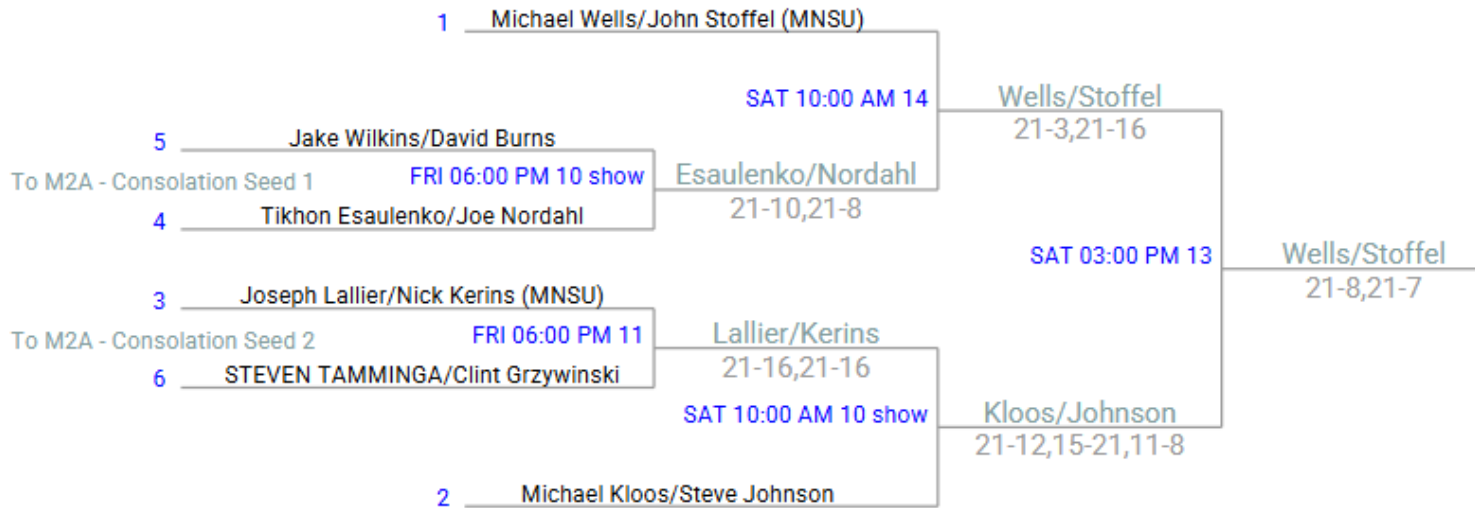 1 Michael Wells/John Stoffel (MNSU)
SAT 10:00 AM 14
Wells/Stoffel
21-3,21-16
5 Jake Wilkins/David Burns
To M2A - Consolation Seed 1
FRI 06:00 PM 10 show
Esaulenko/Nordahl
21-10,21-8
4 Tikhon Esaulenko/Joe Nordahl
SAT 03:00 PM 13
Wells/Stoffel
21-8,21-7
3 Joseph Lallier/Nick Kerins (MNSU)
To M2A - Consolation Seed 2
FRI 06:00 PM 11
Lallier/Kerins
21-16,21-16
6 STEVEN TAMMINGA/Clint Grzywinski
SAT 10:00 AM 10 show
Kloos/Johnson
21-12,15-21,11-8
2 Michael Kloos/Steve Johnson